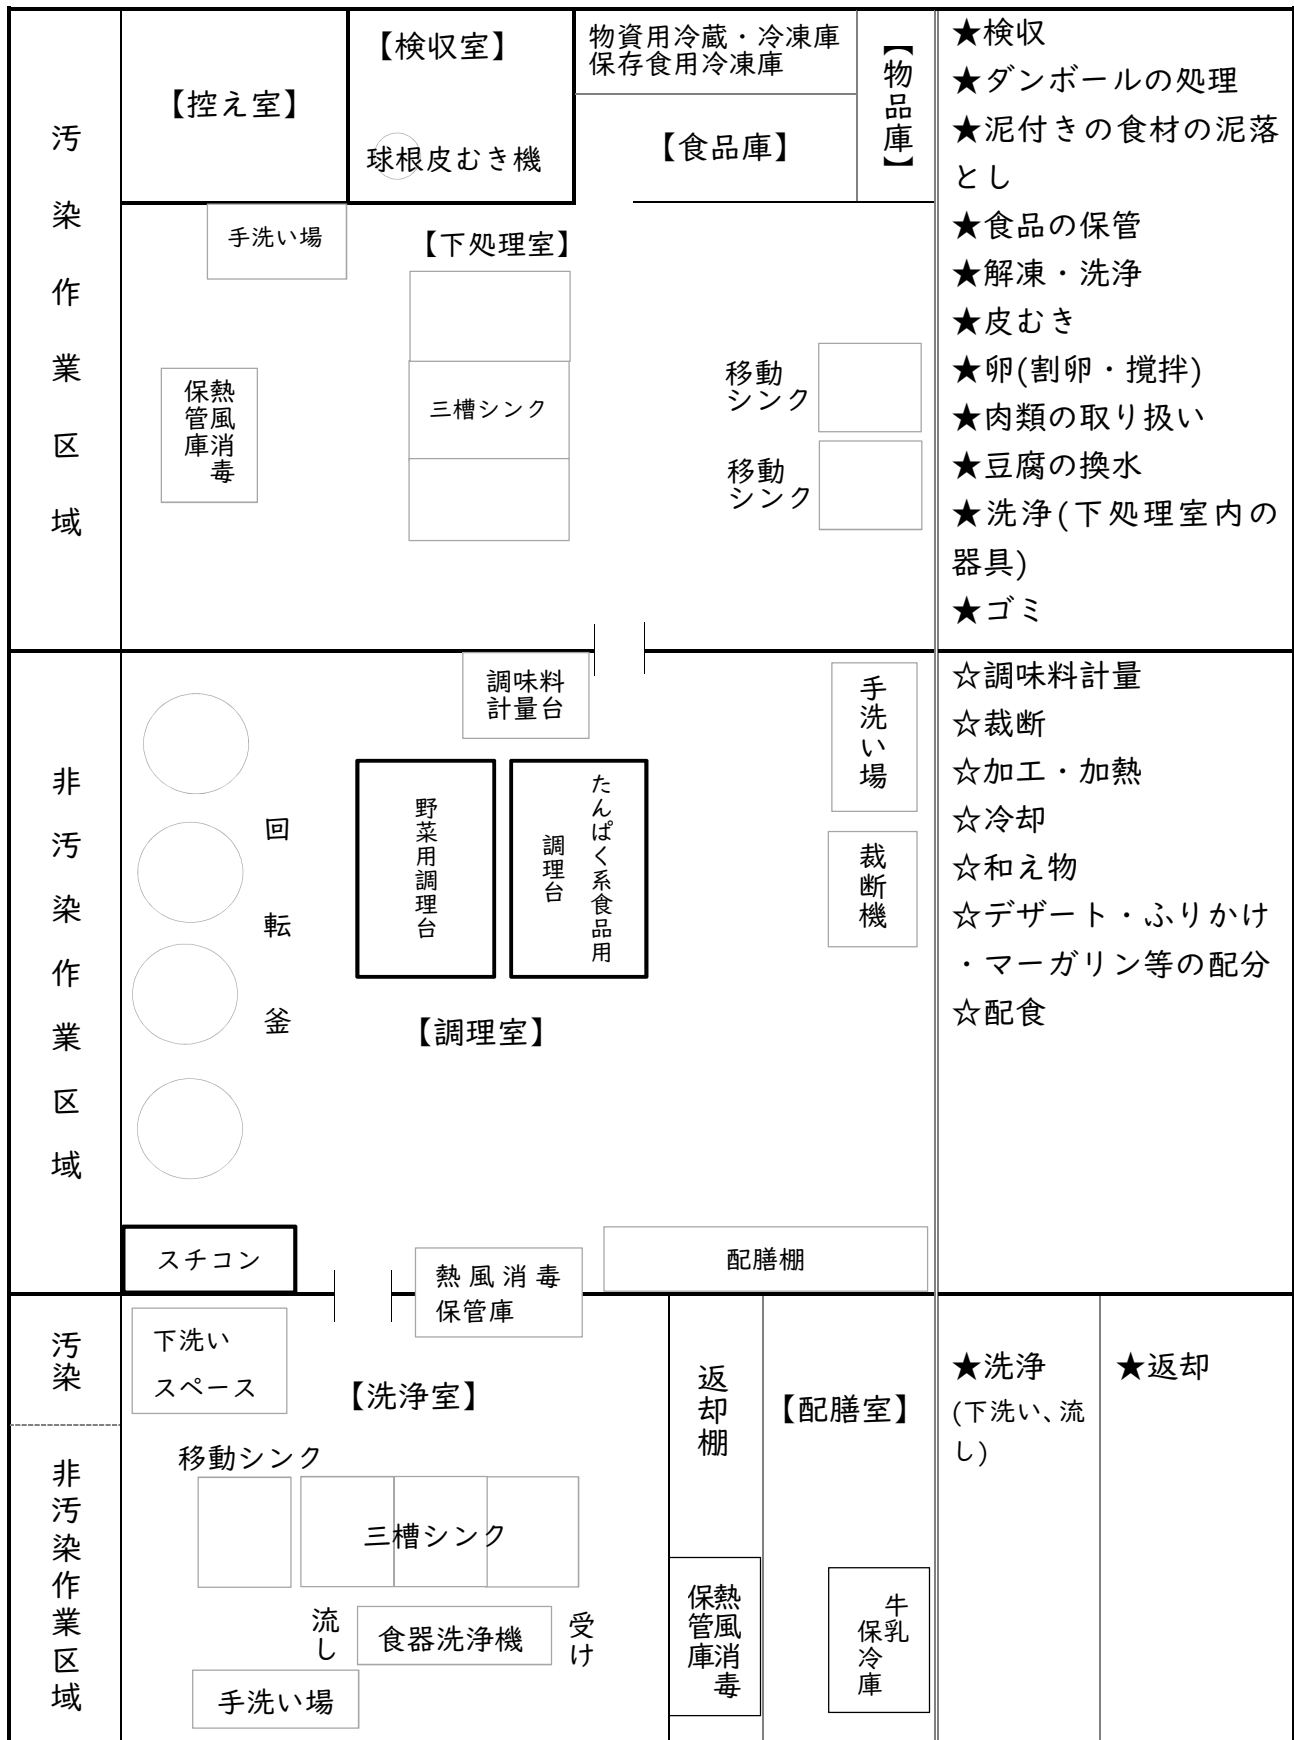 汚染作業区域
【控え室】
【検収室】
球根皮むき機
物資用冷蔵・冷凍庫
保存食用冷凍庫
【食品庫】
【物品庫】
手洗い場
【下処理室】
熱風消毒
保管庫
三槽シンク
移動
シンク
移動
シンク
★検収
★ダンボールの処理
★泥付きの食材の泥落
とし
★食品の保管
★解凍・洗浄
★皮むき
★卵(割卵・撹拌)
★肉類の取り扱い
★豆腐の換水
★洗浄(下処理室内の
器具)
★ゴミ
非汚染作業区域
調味料
計量台
手洗い場
回転釜
野菜用調理台
たんぱく系食品用
調理台
裁断機
【調理室】
スチコン
熱風消毒
保管庫
配膳棚
☆調味料計量
☆裁断
☆加工・加熱
☆冷却
☆和え物
☆デザート・ふりかけ
・マーガリン等の配分
☆配食
汚染
非汚染作業区域
下洗い
スペース
【洗浄室】
移動シンク
三槽シンク
流し
食器洗浄機
受け
手洗い場
返却棚
熱風消毒
保管庫
【配膳室】
牛乳
保冷庫
★洗浄
(下洗い、流
し)
★返却